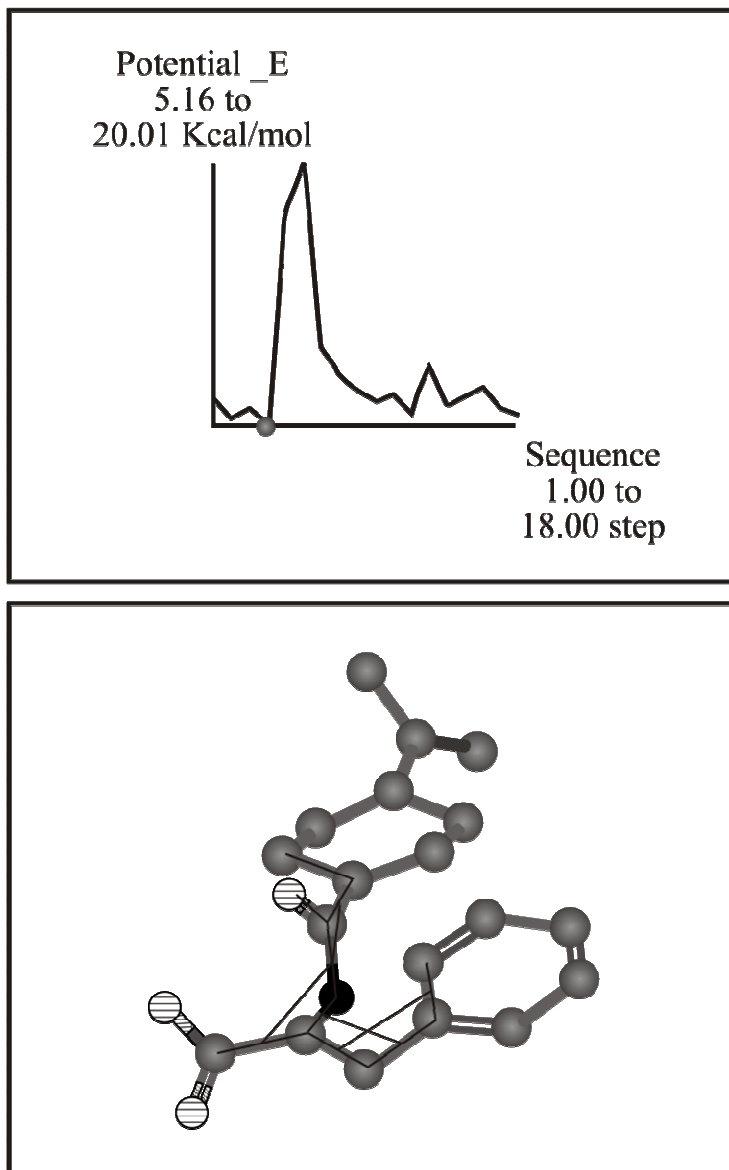 Potential _E
5.16 to
20.01 Kcal/mol
Sequence
1.00 to
18.00 step